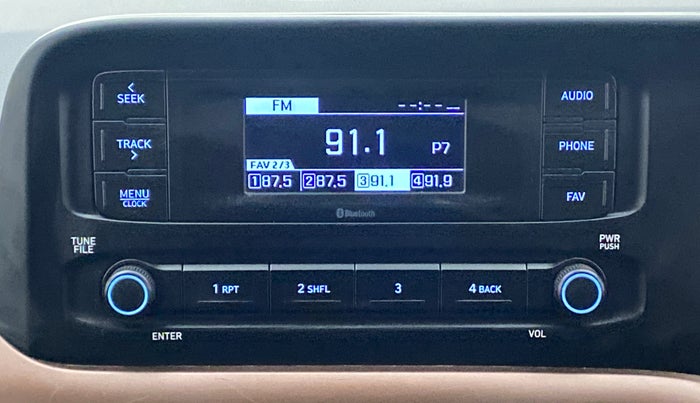 < SEEK
TRACK >
MENU
CLOCK
FM --:--
91.1 P7
FAV 2/3
1 87.5 2 87.5 3 91.1 4 91.9
Bluetooth
AUDIO
PHONE
FAV
TUNE
FILE
PWR
PUSH
1 RPT 2 SHFL 3 4 BACK
ENTER VOL